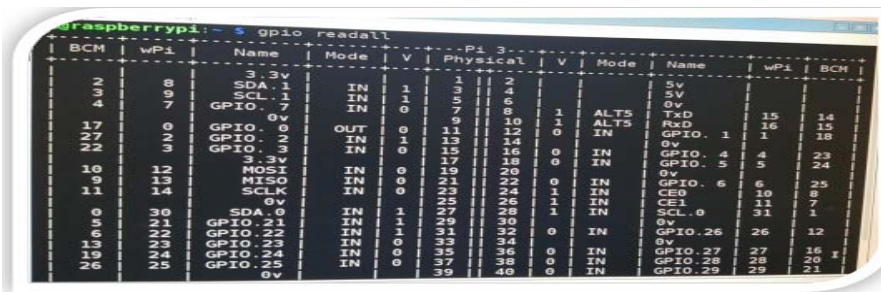 @raspberrypi:~ $ gpio readall
+-----+-----+---------+------+---+---Pi 3---+---+------+---------+-----+-----+
| BCM | wPi | Name | Mode | V | Physical | V | Mode | Name | wPi | BCM |
| | | 3.3v | | | 1 || 2 | | | 5v | | |
| 2 | 8 | SDA.1 | IN | 1 | 3 || 4 | | | 5V | | |
| 3 | 9 | SCL.1 | IN | 1 | 5 || 6 | | | 0v | | |
| 4 | 7 | GPIO. 7 | IN | 0 | 7 || 8 | 1 | ALT5 | TxD | 15 | 14 |
| | | 0v | | | 9 || 10 | 1 | ALT5 | RxD | 16 | 15 |
| 17 | 0 | GPIO. 0 | OUT | 0 | 11 || 12 | 0 | IN | GPIO. 1 | 1 | 18 |
| 27 | 2 | GPIO. 2 | IN | 1 | 13 || 14 | | | 0v | | |
| 22 | 3 | GPIO. 3 | IN | 0 | 15 || 16 | 0 | IN | GPIO. 4 | 4 | 23 |
| | | 3.3v | | | 17 || 18 | 0 | IN | GPIO. 5 | 5 | 24 |
| 10 | 12 | MOSI | IN | 0 | 19 || 20 | | | 0v | | |
| 9 | 13 | MISO | IN | 0 | 21 || 22 | 0 | IN | GPIO. 6 | 6 | 25 |
| 11 | 14 | SCLK | IN | 0 | 23 || 24 | 1 | IN | CE0 | 10 | 8 |
| | | 0v | | | 25 || 26 | 1 | IN | CE1 | 11 | 7 |
| 0 | 30 | SDA.0 | IN | 1 | 27 || 28 | 1 | IN | SCL.0 | 31 | 1 |
| 5 | 21 | GPIO.21 | IN | 1 | 29 || 30 | | | 0v | | |
| 6 | 22 | GPIO.22 | IN | 1 | 31 || 32 | 0 | IN | GPIO.26 | 26 | 12 |
| 13 | 23 | GPIO.23 | IN | 0 | 33 || 34 | | | 0v | | |
| 19 | 24 | GPIO.24 | IN | 0 | 35 || 36 | 0 | IN | GPIO.27 | 27 | 16 |
| 26 | 25 | GPIO.25 | IN | 0 | 37 || 38 | 0 | IN | GPIO.28 | 28 | 20 |
| | | 0v | | | 39 || 40 | 0 | IN | GPIO.29 | 29 | 21 |